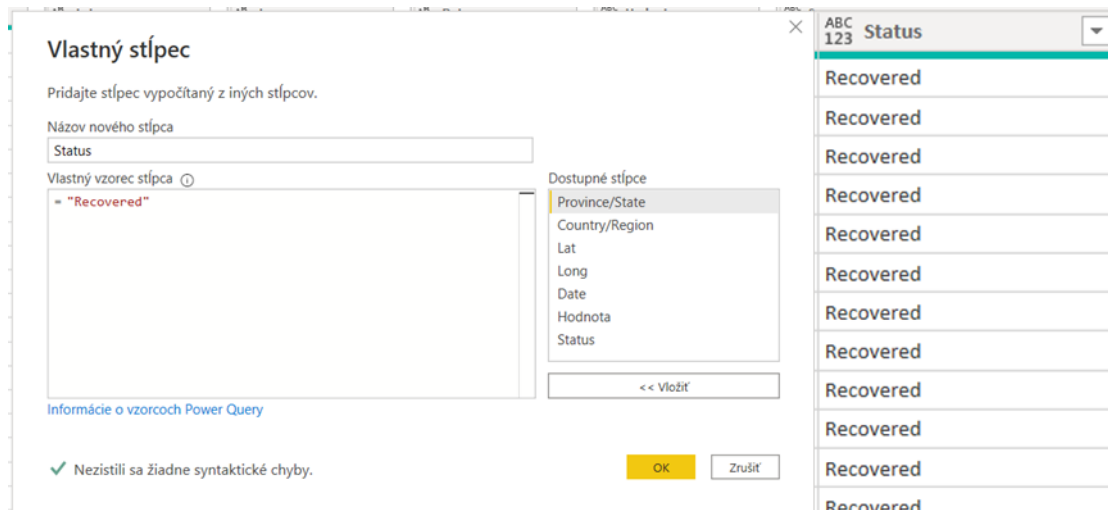 Vlastný stĺpec
Pridajte stĺpec vypočítaný z iných stĺpcov.
Názov nového stĺpca
Status
Vlastný vzorec stĺpca
= "Recovered"
Dostupné stĺpce
Province/State
Country/Region
Lat
Long
Date
Hodnota
Status
<< Vložiť
Informácie o vzorcoch Power Query
Nezistili sa žiadne syntaktické chyby.
OK
Zrušiť
ABC
123 Status
Recovered
Recovered
Recovered
Recovered
Recovered
Recovered
Recovered
Recovered
Recovered
Recovered
Recovered
Recovered